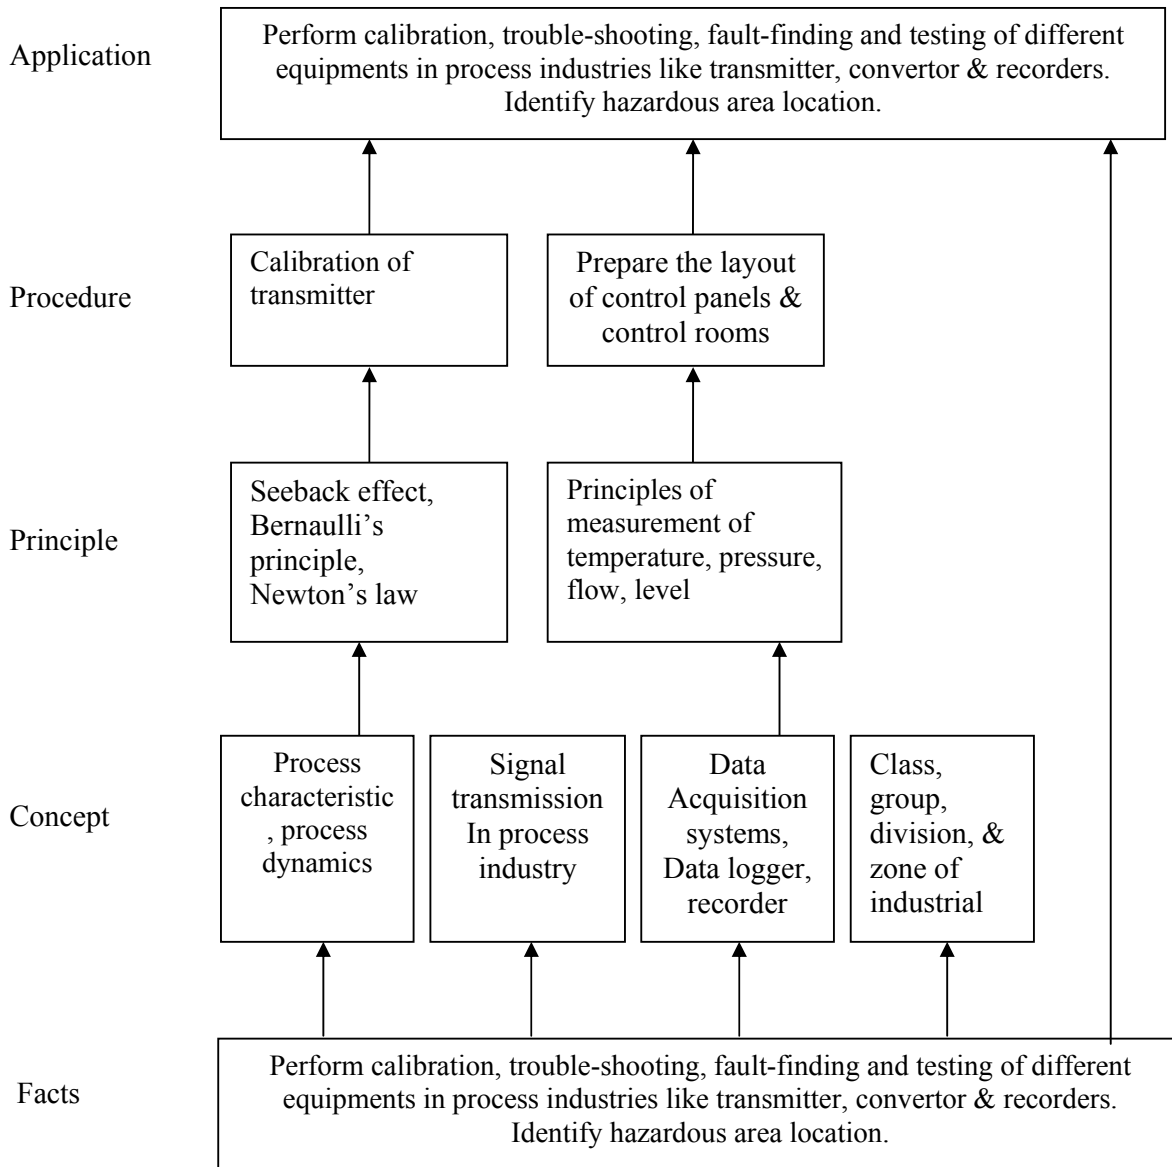 Application
Perform calibration, trouble-shooting, fault-finding and testing of different
equipments in process industries like transmitter, convertor & recorders.
Identify hazardous area location.
Procedure
Calibration of
transmitter
Prepare the layout
of control panels &
control rooms
Principle
Seeback effect,
Bernaulli’s
principle,
Newton’s law
Principles of
measurement of
temperature, pressure,
flow, level
Concept
Process
characteristic
, process
dynamics
Signal
transmission
In process
industry
Data
Acquisition
systems,
Data logger,
recorder
Class,
group,
division, &
zone of
industrial
Facts
Perform calibration, trouble-shooting, fault-finding and testing of different
equipments in process industries like transmitter, convertor & recorders.
Identify hazardous area location.